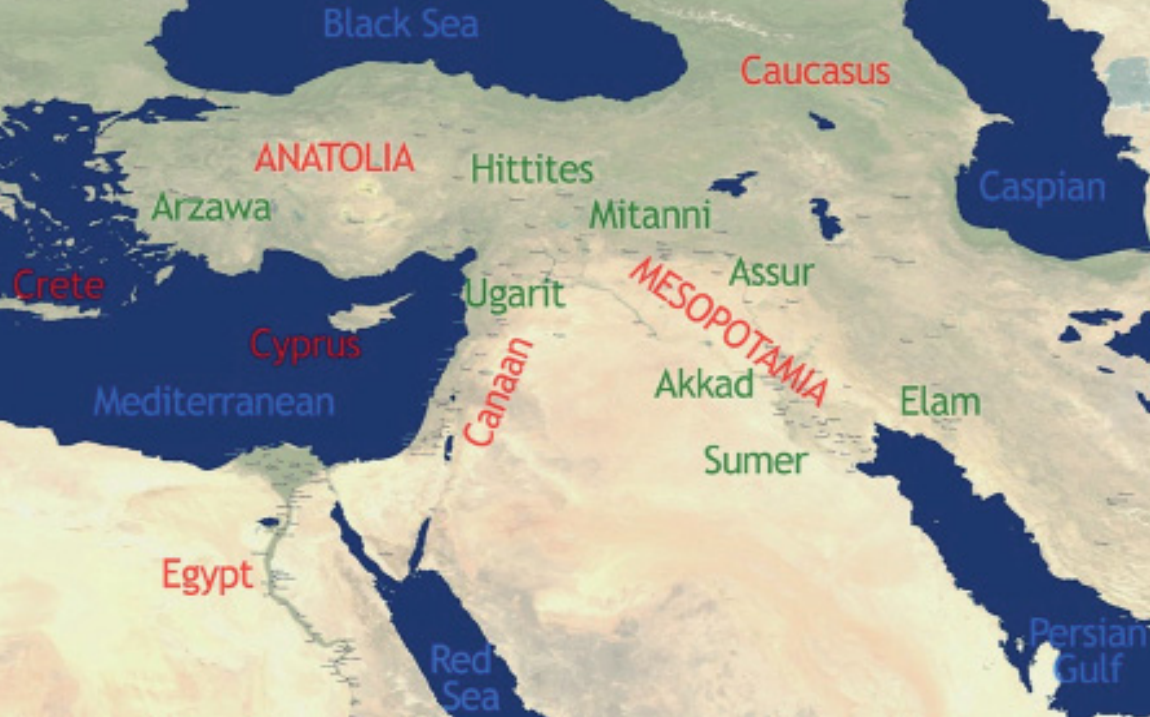 Black Sea
Caucasus
ANATOLIA
Hittites
Caspian
Arzawa
Mitanni
Crete
Ugarit
Assur
MESOPOTAMIA
Cyprus
Canaan
Mediterranean
Akkad
Elam
Sumer
Egypt
Red
Sea
Persian
Gulf